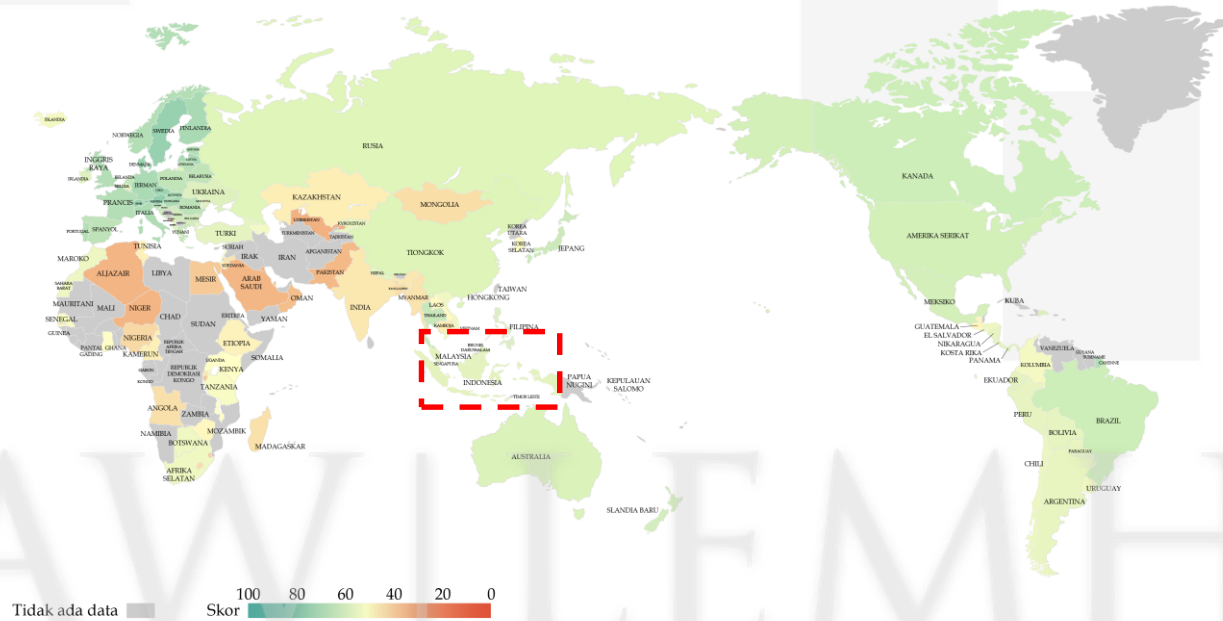 ISLANDIA
NORWEGIA
SWEDIA
FINLANDIA
RUSIA
INGGRIS
RAYA
DENMARK
IRLANDIA
BELANDA
JERMAN
POLANDIA
BELARUSIA
UKRAINA
PRANCIS
ITALIA
ROMANIA
PORTUGAL
SPANYOL
YUNANI
TURKI
KAZAKHSTAN
MONGOLIA
KANADA
AMERIKA SERIKAT
UZBEKISTAN
KYRGYZSTAN
TURKMENISTAN
TAJIKISTAN
KOREA
UTARA
KOREA
SELATAN
JEPANG
TIONGKOK
TUNISIA
MAROKO
SURIAH
IRAK
IRAN
AFGANISTAN
YORDANIA
ALJAZAIR
LIBYA
MESIR
ARAB
SAUDI
PAKISTAN
NEPAL
SAHARA
BARAT
OMAN
INDIA
MYANMAR
LAOS
HONGKONG
TAIWAN
MEKSIKO
KUBA
MAURITANI
MALI
NIGER
CHAD
SUDAN
ERITREA
YAMAN
THAILAND
KAMBOJA
VIETNAM
FILIPINA
SENEGAL
GUINEA
PANTAI
GADING
GHANA
NIGERIA
KAMERUN
REPUBLIK
AFRIKA
TENGAH
ETIOPIA
SOMALIA
GUATEMALA
EL SALVADOR
NIKARAGUA
KOSTA RIKA
PANAMA
VENEZUELA
GUYANA
SURINAME
CAYENNE
KOLUMBIA
BRUNEI
DARUSSALAM
MALAYSIA
SINGAPURA
INDONESIA
TIMOR LESTE
PAPUA
NUGINI
KEPULAUAN
SALOMO
GABON
KONGO
REPUBLIK
DEMOKRASI
KONGO
UGANDA
KENYA
TANZANIA
EKUADOR
PERU
BRAZIL
BOLIVIA
PARAGUAY
ANGOLA
ZAMBIA
NAMIBIA
BOTSWANA
MOZAMBIK
MADAGASKAR
AFRIKA
SELATAN
AUSTRALIA
SLANDIA BARU
CHILI
URUGUAY
ARGENTINA
AW LEMH
Tidak ada data
Skor
100 80 60 40 20 0